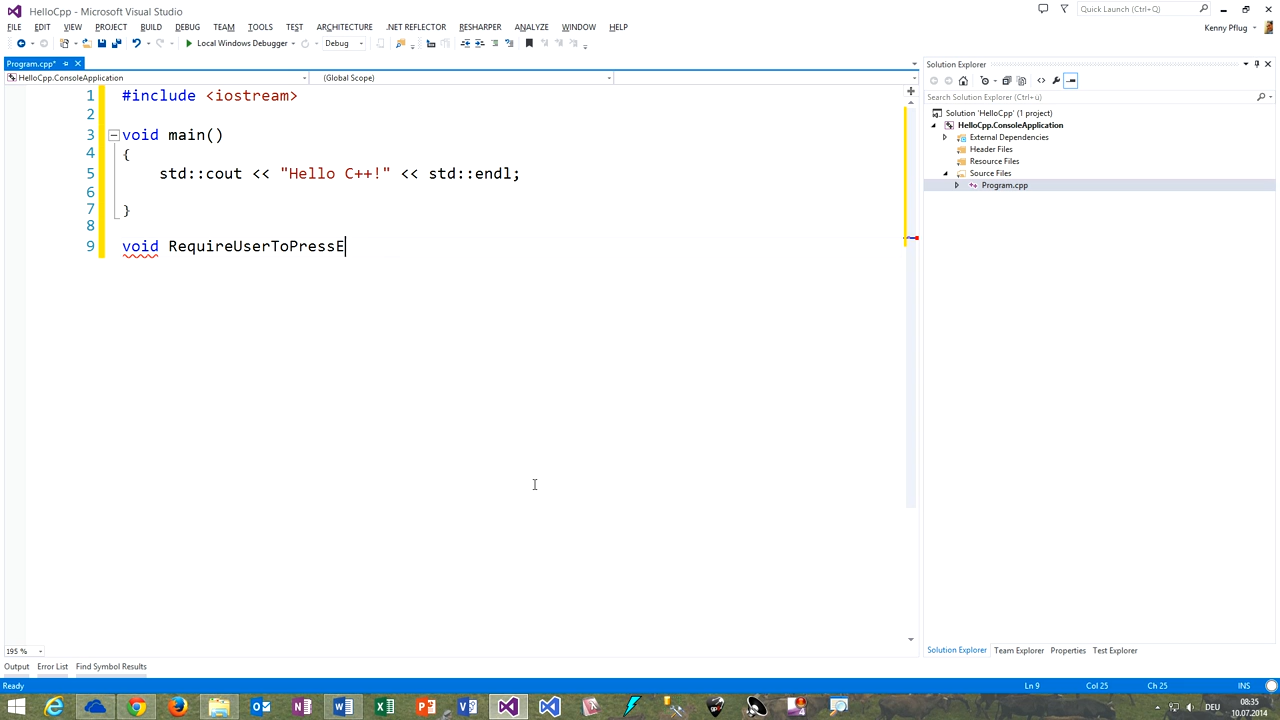 HelloCpp - Microsoft Visual Studio
Quick Launch (Ctrl+Q)
FILE EDIT VIEW PROJECT BUILD DEBUG TEAM TOOLS TEST ARCHITECTURE .NET REFLECTOR RESHARPER ANALYZE WINDOW HELP
Kenny Pflug
Local Windows Debugger
Debug
Program.cpp*
HelloCpp.ConsoleApplication
(Global Scope)
1 #include <iostream>
2
3 void main()
4 {
5 std::cout << "Hello C++!" << std::endl;
6
7 }
8
9 void RequireUserToPressE
195 %
Solution Explorer
Search Solution Explorer (Ctrl+ü)
Solution 'HelloCpp' (1 project)
HelloCpp.ConsoleApplication
External Dependencies
Header Files
Resource Files
Source Files
Program.cpp
Solution Explorer Team Explorer Properties Test Explorer
Output Error List Find Symbol Results
Ready
Ln 9 Col 25 Ch 25 INS
DEU
08:35
10.07.2014